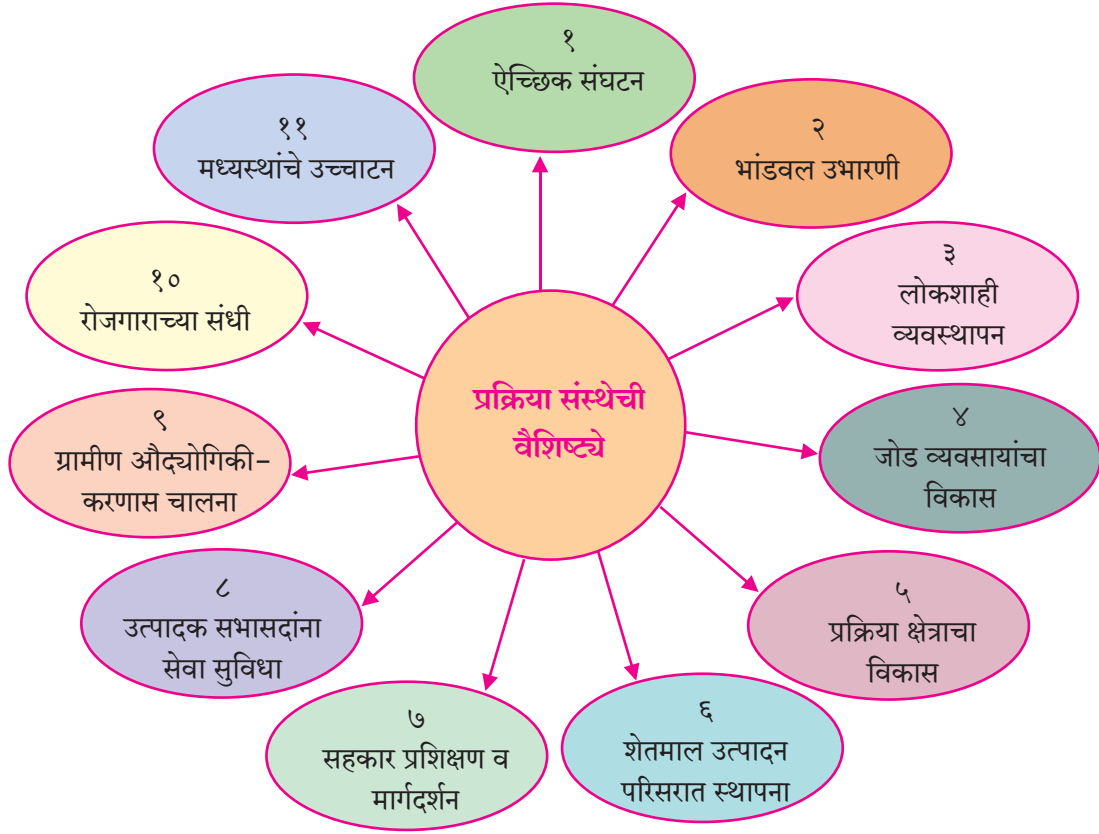 प्रक्रिया संस्थेची
वैशिष्ट्ये
१
ऐच्छिक संघटन
२
भांडवल उभारणी
३
लोकशाही
व्यवस्थापन
४
जोड व्यवसायांचा
विकास
५
प्रक्रिया क्षेत्राचा
विकास
६
शेतमाल उत्पादन
परिसरात स्थापना
७
सहकार प्रशिक्षण व
मार्गदर्शन
८
उत्पादक सभासदांना
सेवा सुविधा
९
ग्रामीण औद्योगिकी–
करणास चालना
१०
रोजगाराच्या संधी
११
मध्यस्थांचे उच्चाटन